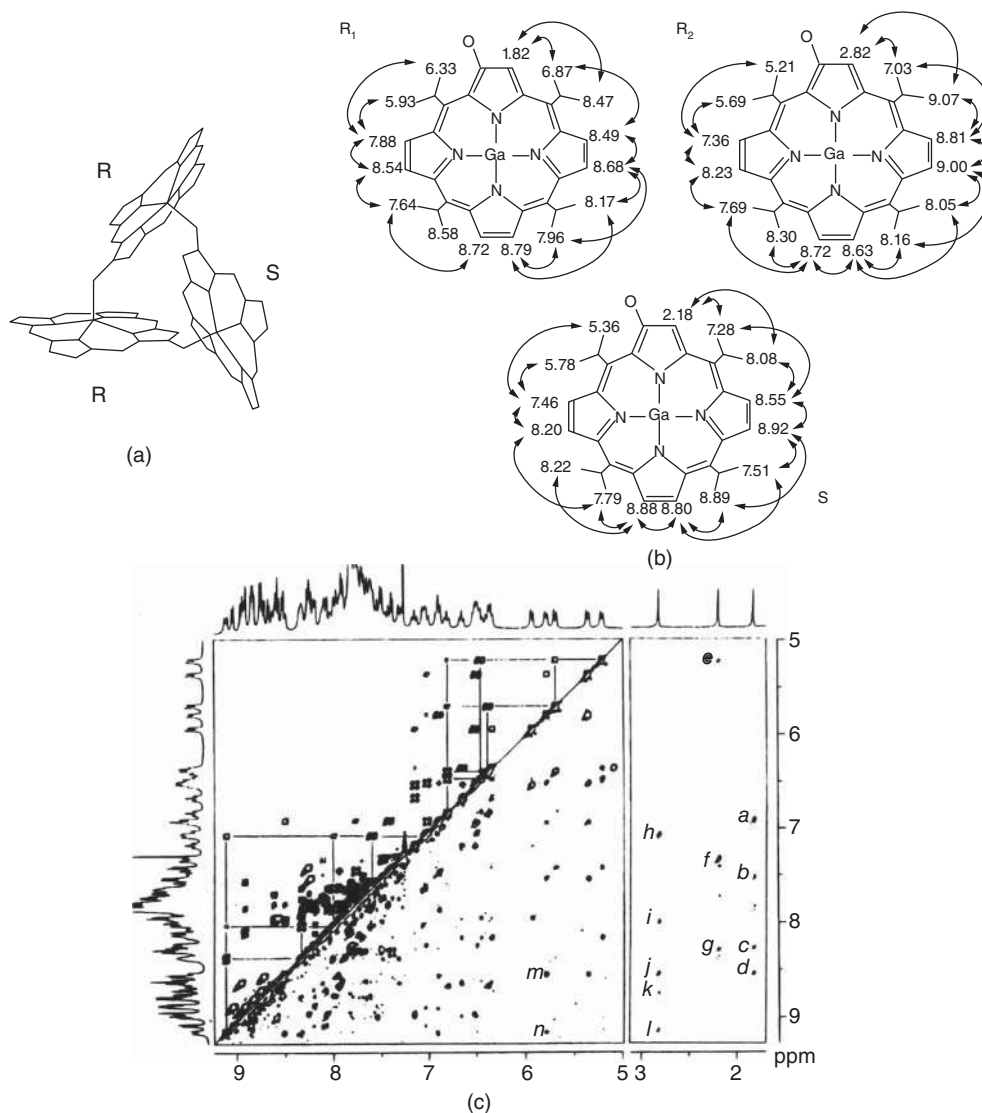 R
S
R
(a)
R1
O
1.82
6.33
6.87
5.93
8.47
N
7.88
8.49
N
Ga
N
8.54
8.68
N
7.64
8.17
8.58
7.96
8.72
8.79
R2
O
2.82
5.21
7.03
5.69
9.07
N
7.36
8.81
N
Ga
N
8.23
9.00
N
7.69
8.05
8.30
8.16
8.72
8.63
O
2.18
5.36
7.28
5.78
8.08
N
7.46
8.55
N
Ga
N
8.20
8.92
N
8.22
7.51
7.79
8.89
8.88
8.80
S
(b)
5
e
6
a
7
h
f
b
i
8
g
c
m
j
d
k
n
l
9
9
8
7
6
5
3
2
ppm
(c)